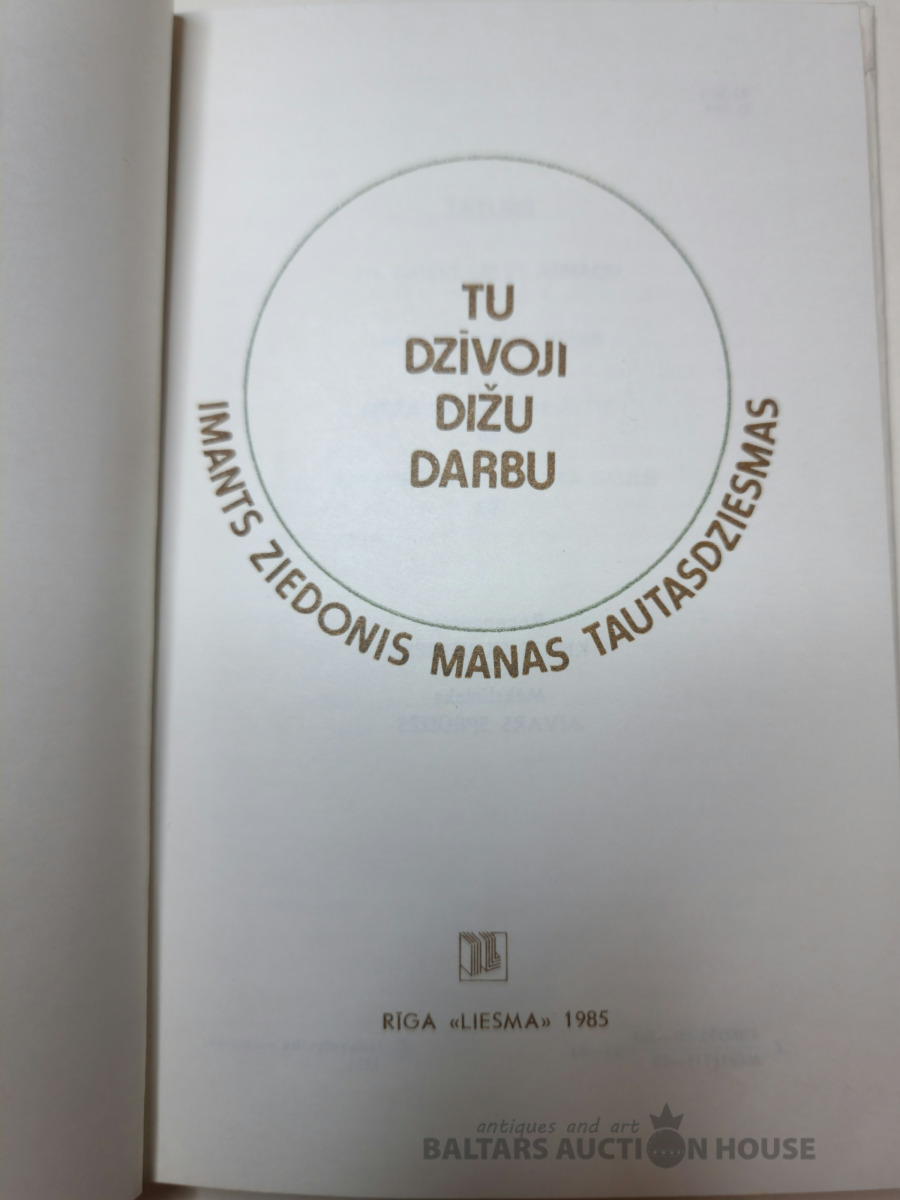 TU
DZĪVOJI
DIŽU
DARBU
IMANTS ZIEDONIS MANAS TAUTASDZIESMAS
RĪGA «LIESMA» 1985
antiques and art
BALTARS AUCTION HOUSE